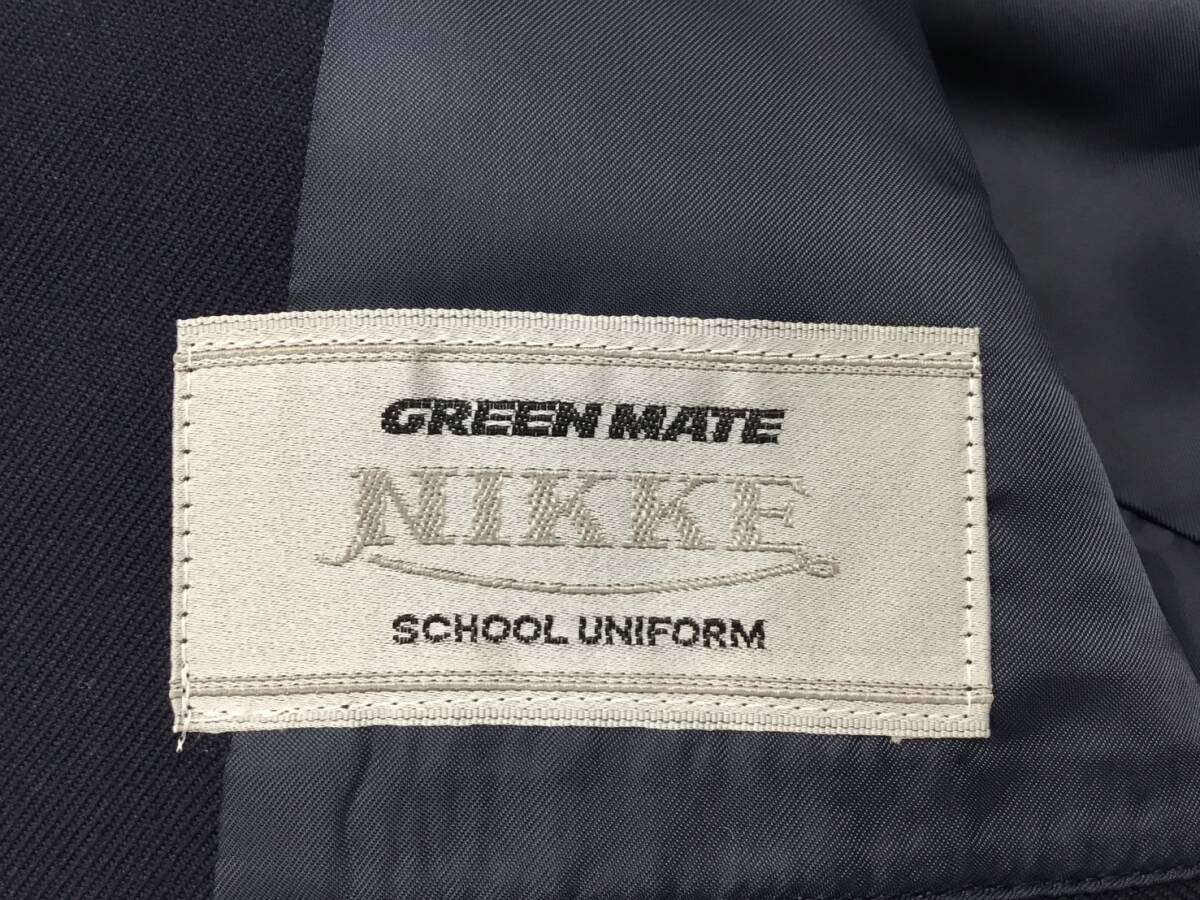 GREEN MATE
NIKKE
SCHOOL UNIFORM